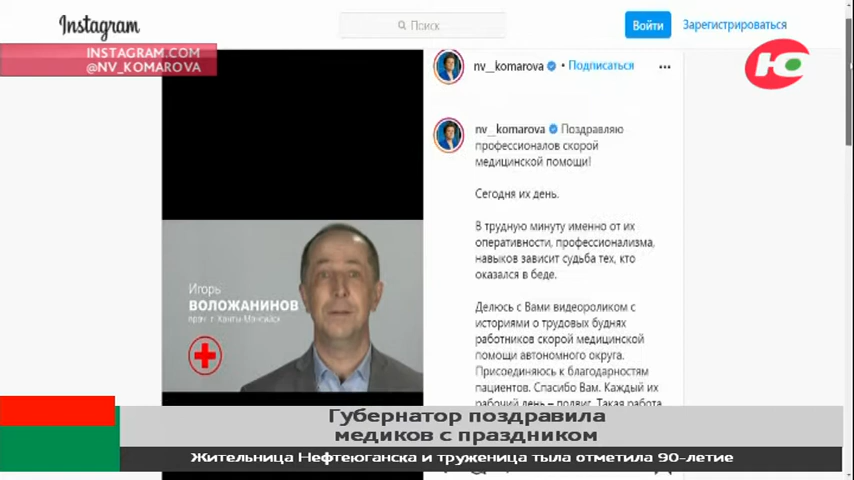 Instagram
Поиск
Войти
Зарегистрироваться
INSTAGRAM.COM
@NV_KOMAROVA
Ю
nv_komarova • Подписаться
nv_komarova Поздравляю
профессионалов скорой
медицинской помощи!
Сегодня их день.
В трудную минуту именно от их
оперативности, профессионализма,
навыков зависит судьба тех, кто
оказался в беде.
Делюсь с Вами видеороликом с
историями о трудовых буднях
работников скорой медицинской
помощи автономного округа.
Присоединяюсь к благодарностям
пациентов. Спасибо Вам. Каждый их
рабочий день – подвиг. Такая работа
Игорь
ВОЛОЖАНИНОВ
врач г. Ханты-Мансийск
Губернатор поздравила
медиков с праздником
Жительница Нефтеюганска и труженица тыла отметила 90-летие